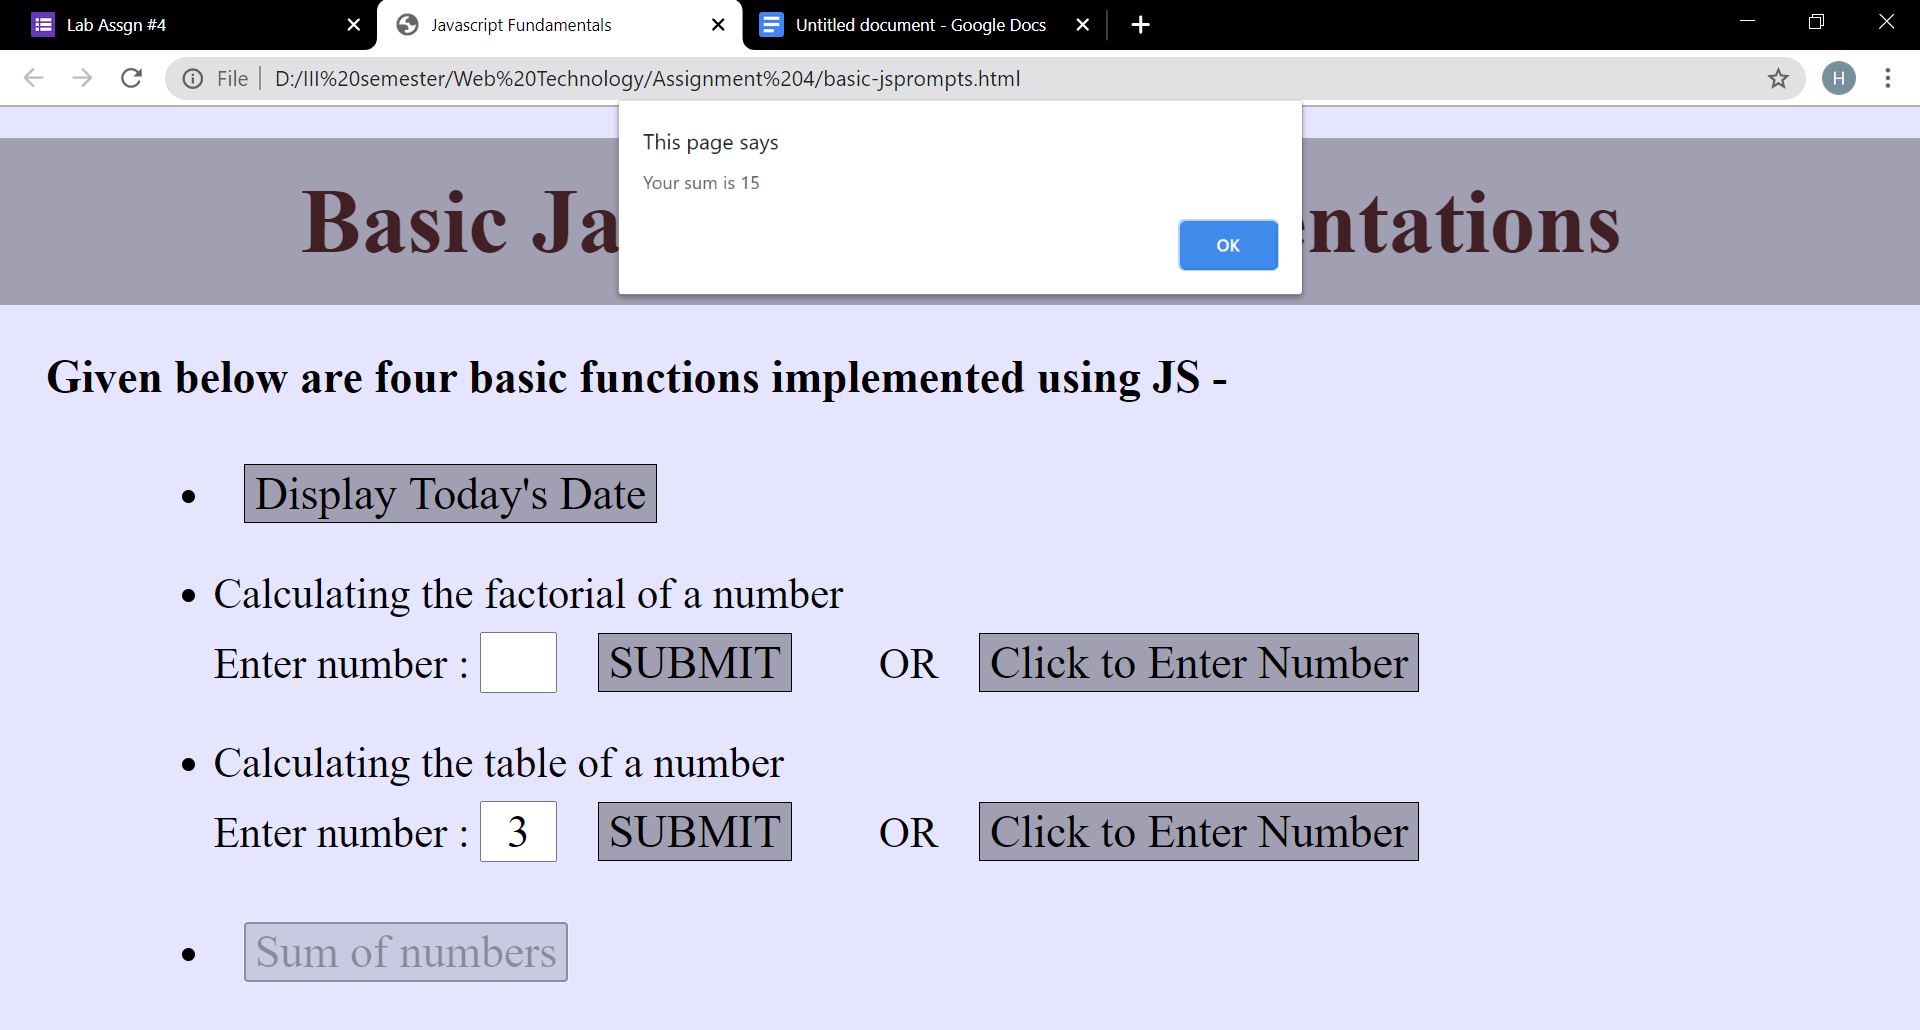 Lab Assgn #4
Javascript Fundamentals
Untitled document - Google Docs
File
D:/III%20semester/Web%20Technology/Assignment%204/basic-jsprompts.html
H
This page says
Your sum is 15
OK
Basic Ja
ntations
Given below are four basic functions implemented using JS -
Display Today's Date
Calculating the factorial of a number
Enter number : SUBMIT OR Click to Enter Number
Calculating the table of a number
Enter number : 3 SUBMIT OR Click to Enter Number
Sum of numbers